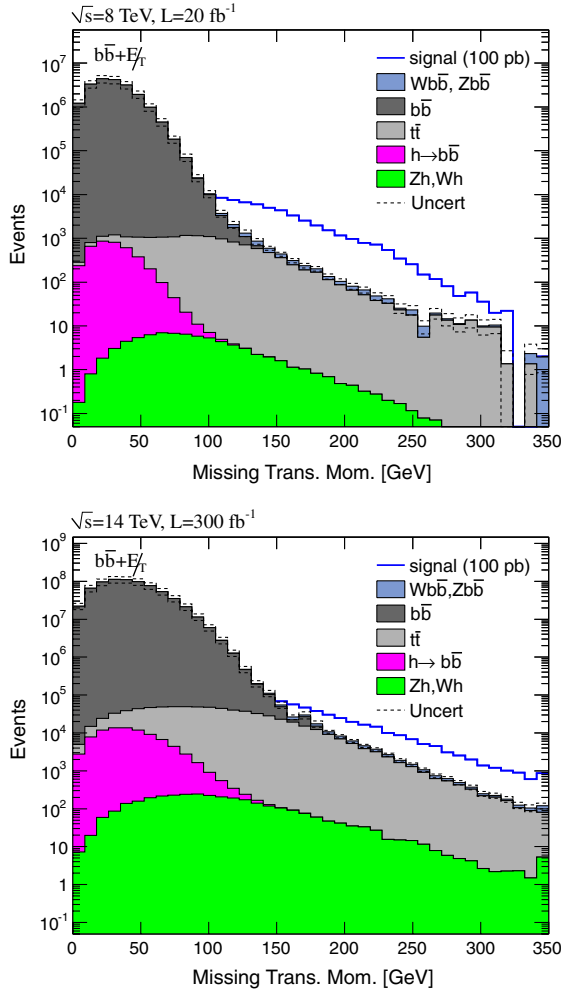 √s=8 TeV, L=20 fb⁻¹
bb̅+E̸_T
signal (100 pb)
Wbb̅, Zbb̅
bb̅
tt̅
h→bb̅
Zh,Wh
Uncert
10⁷
10⁶
10⁵
10⁴
10³
10²
10
1
10⁻¹
Events
0 50 100 150 200 250 300 350
Missing Trans. Mom. [GeV]
√s=14 TeV, L=300 fb⁻¹
bb̅+E̸_T
signal (100 pb)
Wbb̅,Zbb̅
bb̅
tt̅
h→ bb̅
Zh,Wh
Uncert
10⁹
10⁸
10⁷
10⁶
10⁵
10⁴
10³
10²
10
1
10⁻¹
Events
0 50 100 150 200 250 300 350
Missing Trans. Mom. [GeV]